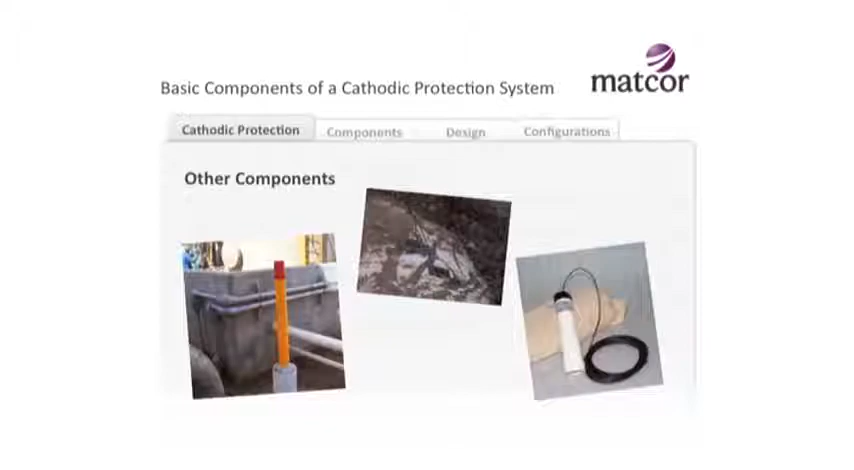 matcor
Basic Components of a Cathodic Protection System
Cathodic Protection
Components
Design
Configurations
Other Components